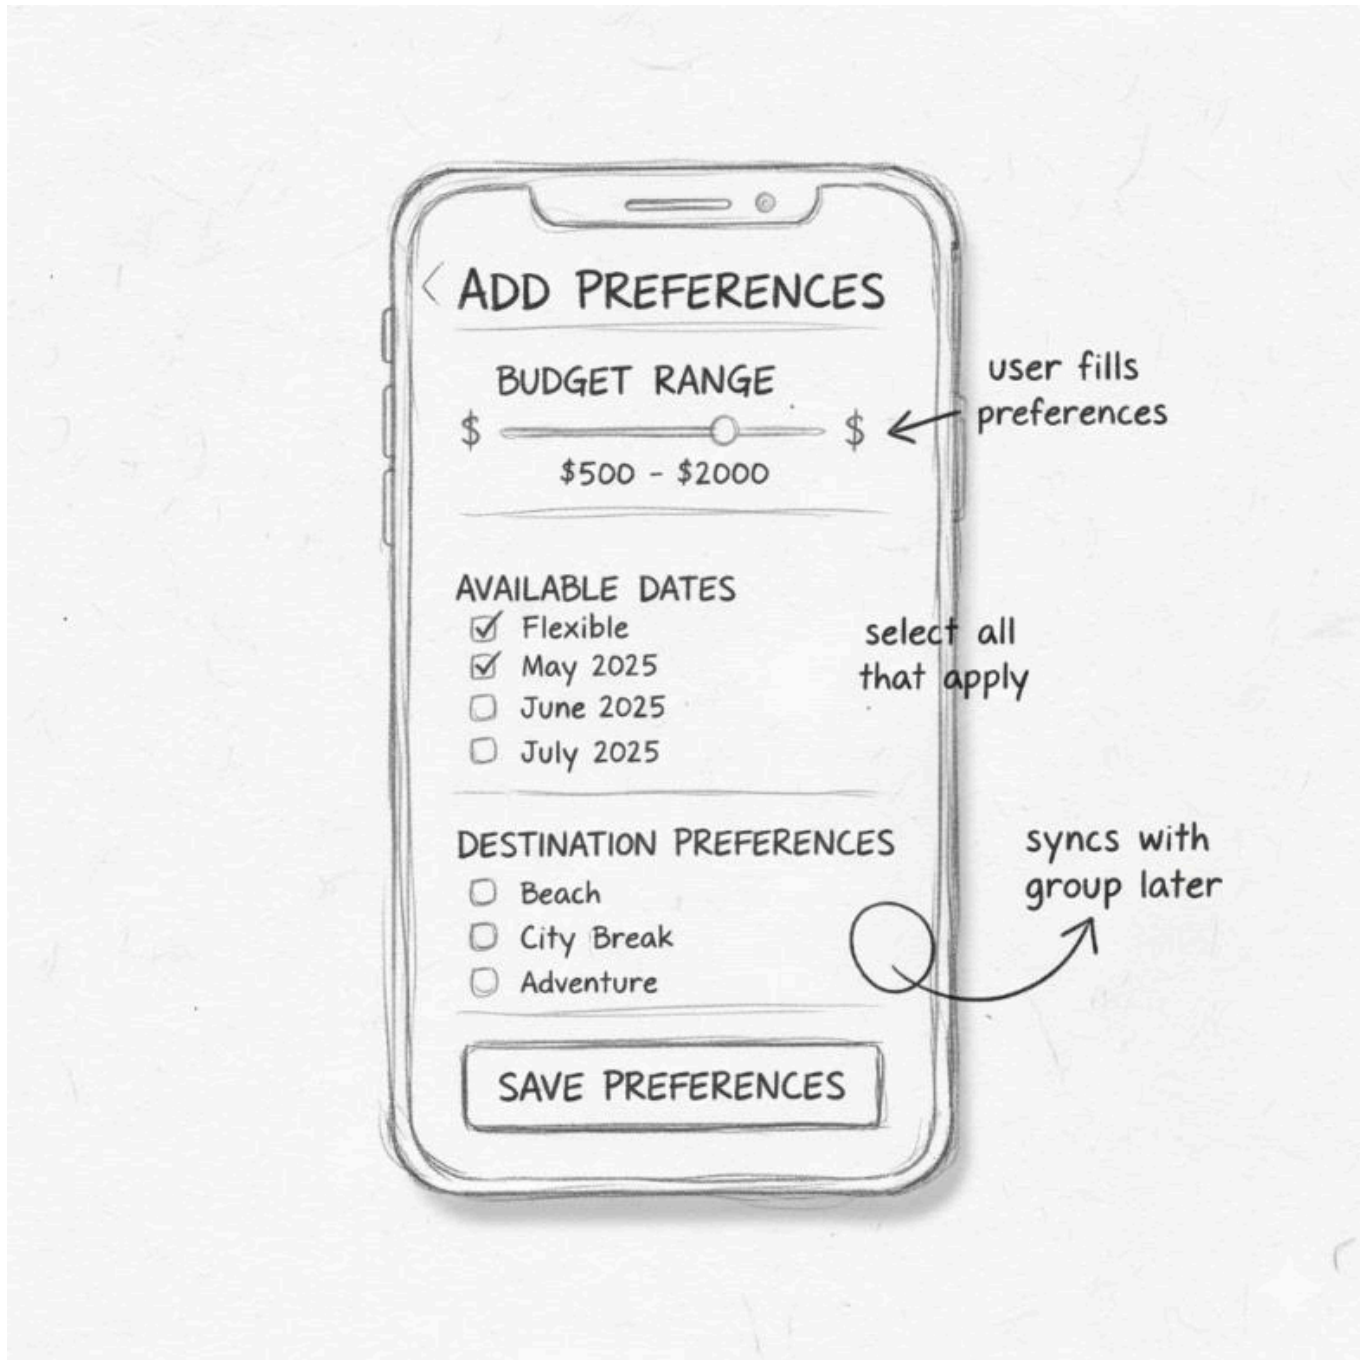 ADD PREFERENCES
BUDGET RANGE
$ $
$500 - $2000
user fills
preferences
AVAILABLE DATES
Flexible
May 2025
June 2025
July 2025
select all
that apply
DESTINATION PREFERENCES
Beach
City Break
Adventure
syncs with
group later
SAVE PREFERENCES